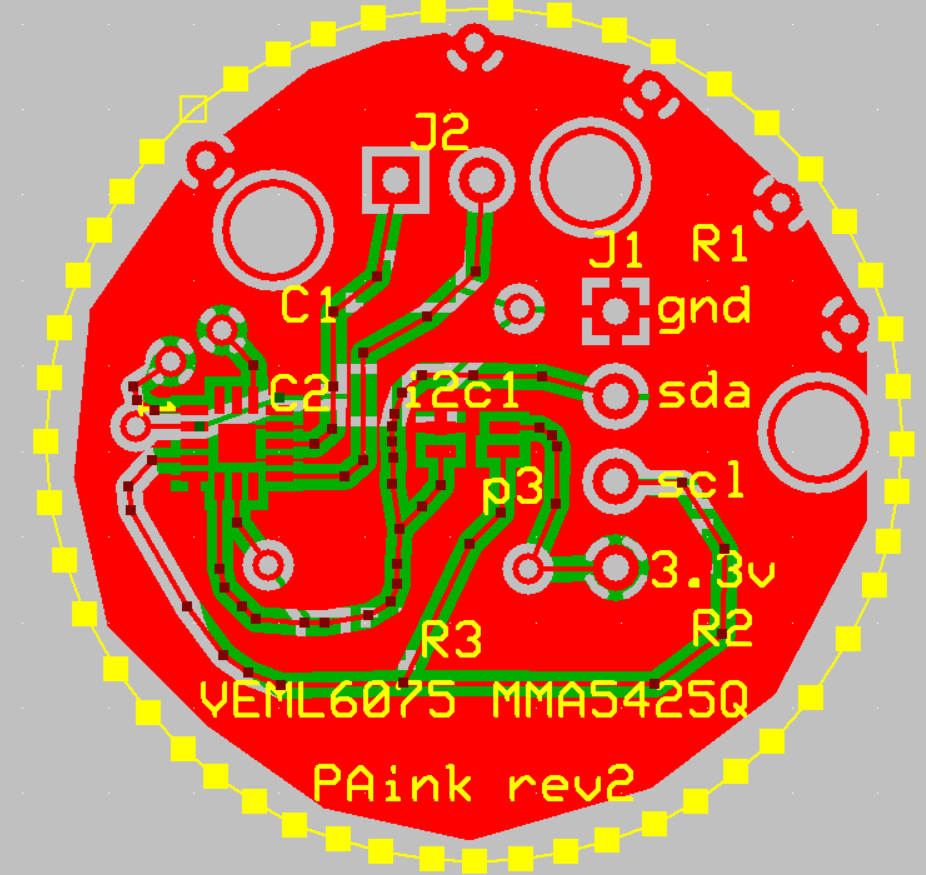 J2
J1 R1
C1 gnd
C2 i2c1 sda
p3 scl
3.3v
R3 R2
VEML6075 MMA5425Q
PAink rev2